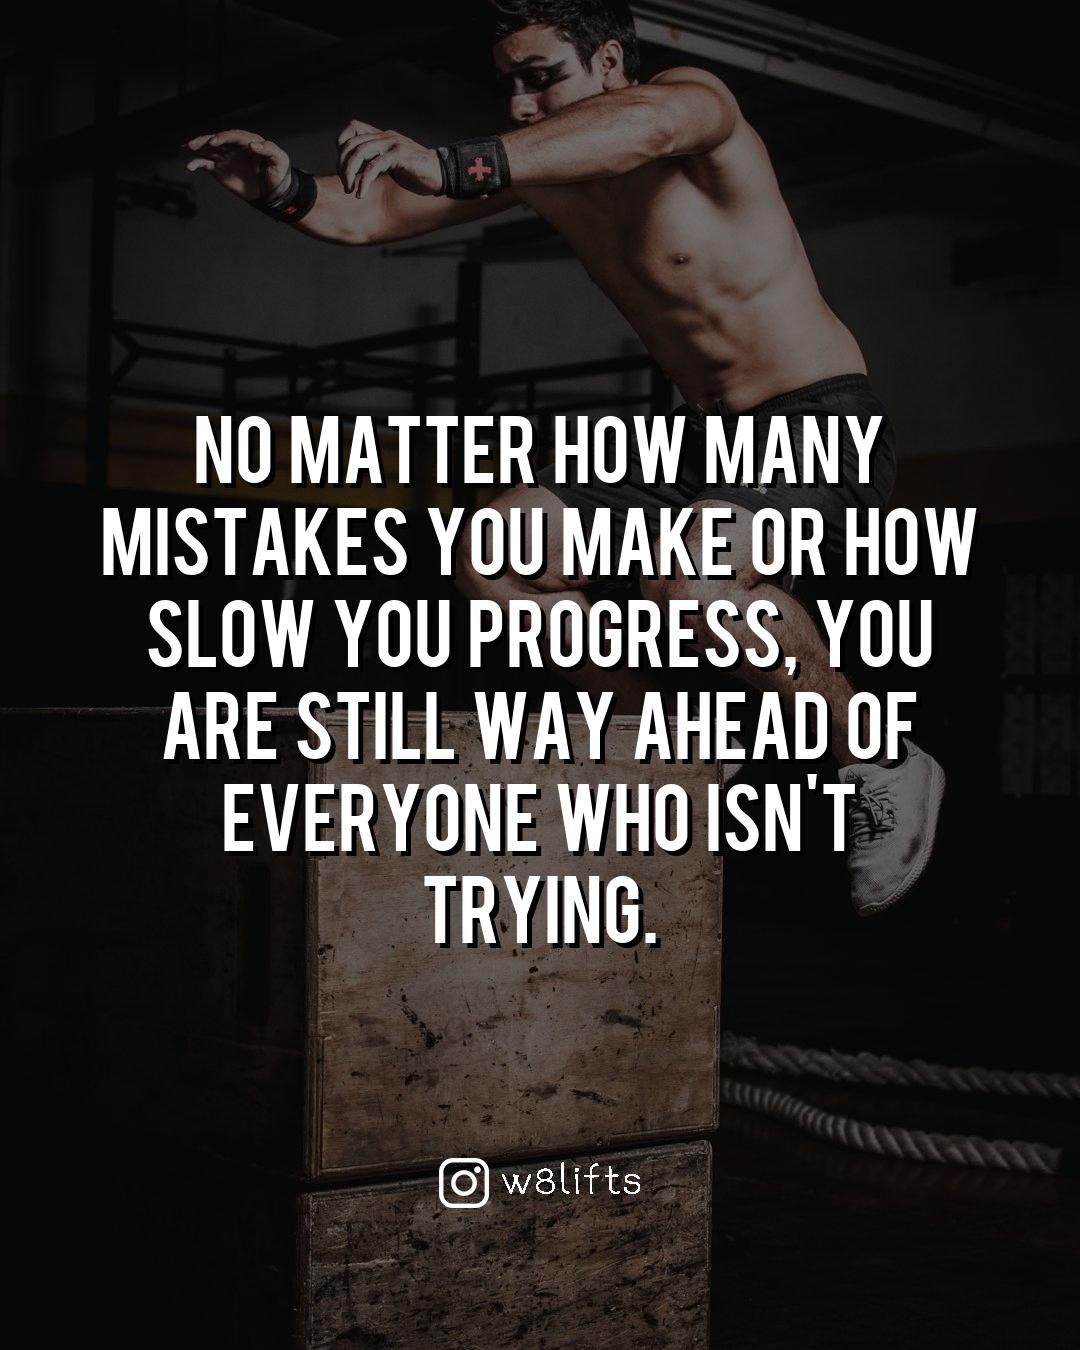 NO MATTER HOW MANY
MISTAKES YOU MAKE OR HOW
SLOW YOU PROGRESS, YOU
ARE STILL WAY AHEAD OF
EVERYONE WHO ISN'T
TRYING.
w8lifts